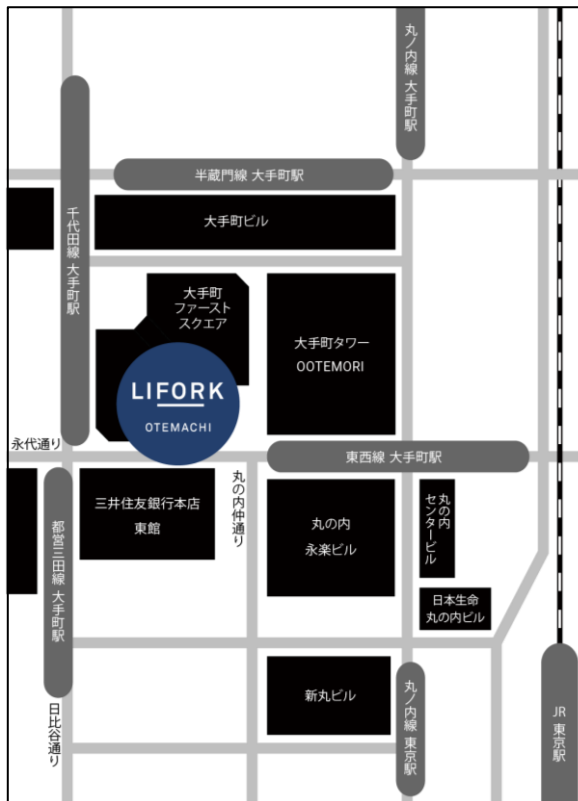 丸ノ内線 大手町駅
半蔵門線 大手町駅
大手町ビル
千代田線 大手町駅
大手町
ファースト
スクエア
大手町タワー
OOTEMORI
LIFORK
OTEMACHI
永代通り
東西線 大手町駅
三井住友銀行本店
東館
丸の内仲通り
丸の内
永楽ビル
丸の内
センタービル
都営三田線 大手町駅
日本生命
丸の内ビル
新丸ビル
丸ノ内線 東京駅
JR 東京駅
日比谷通り